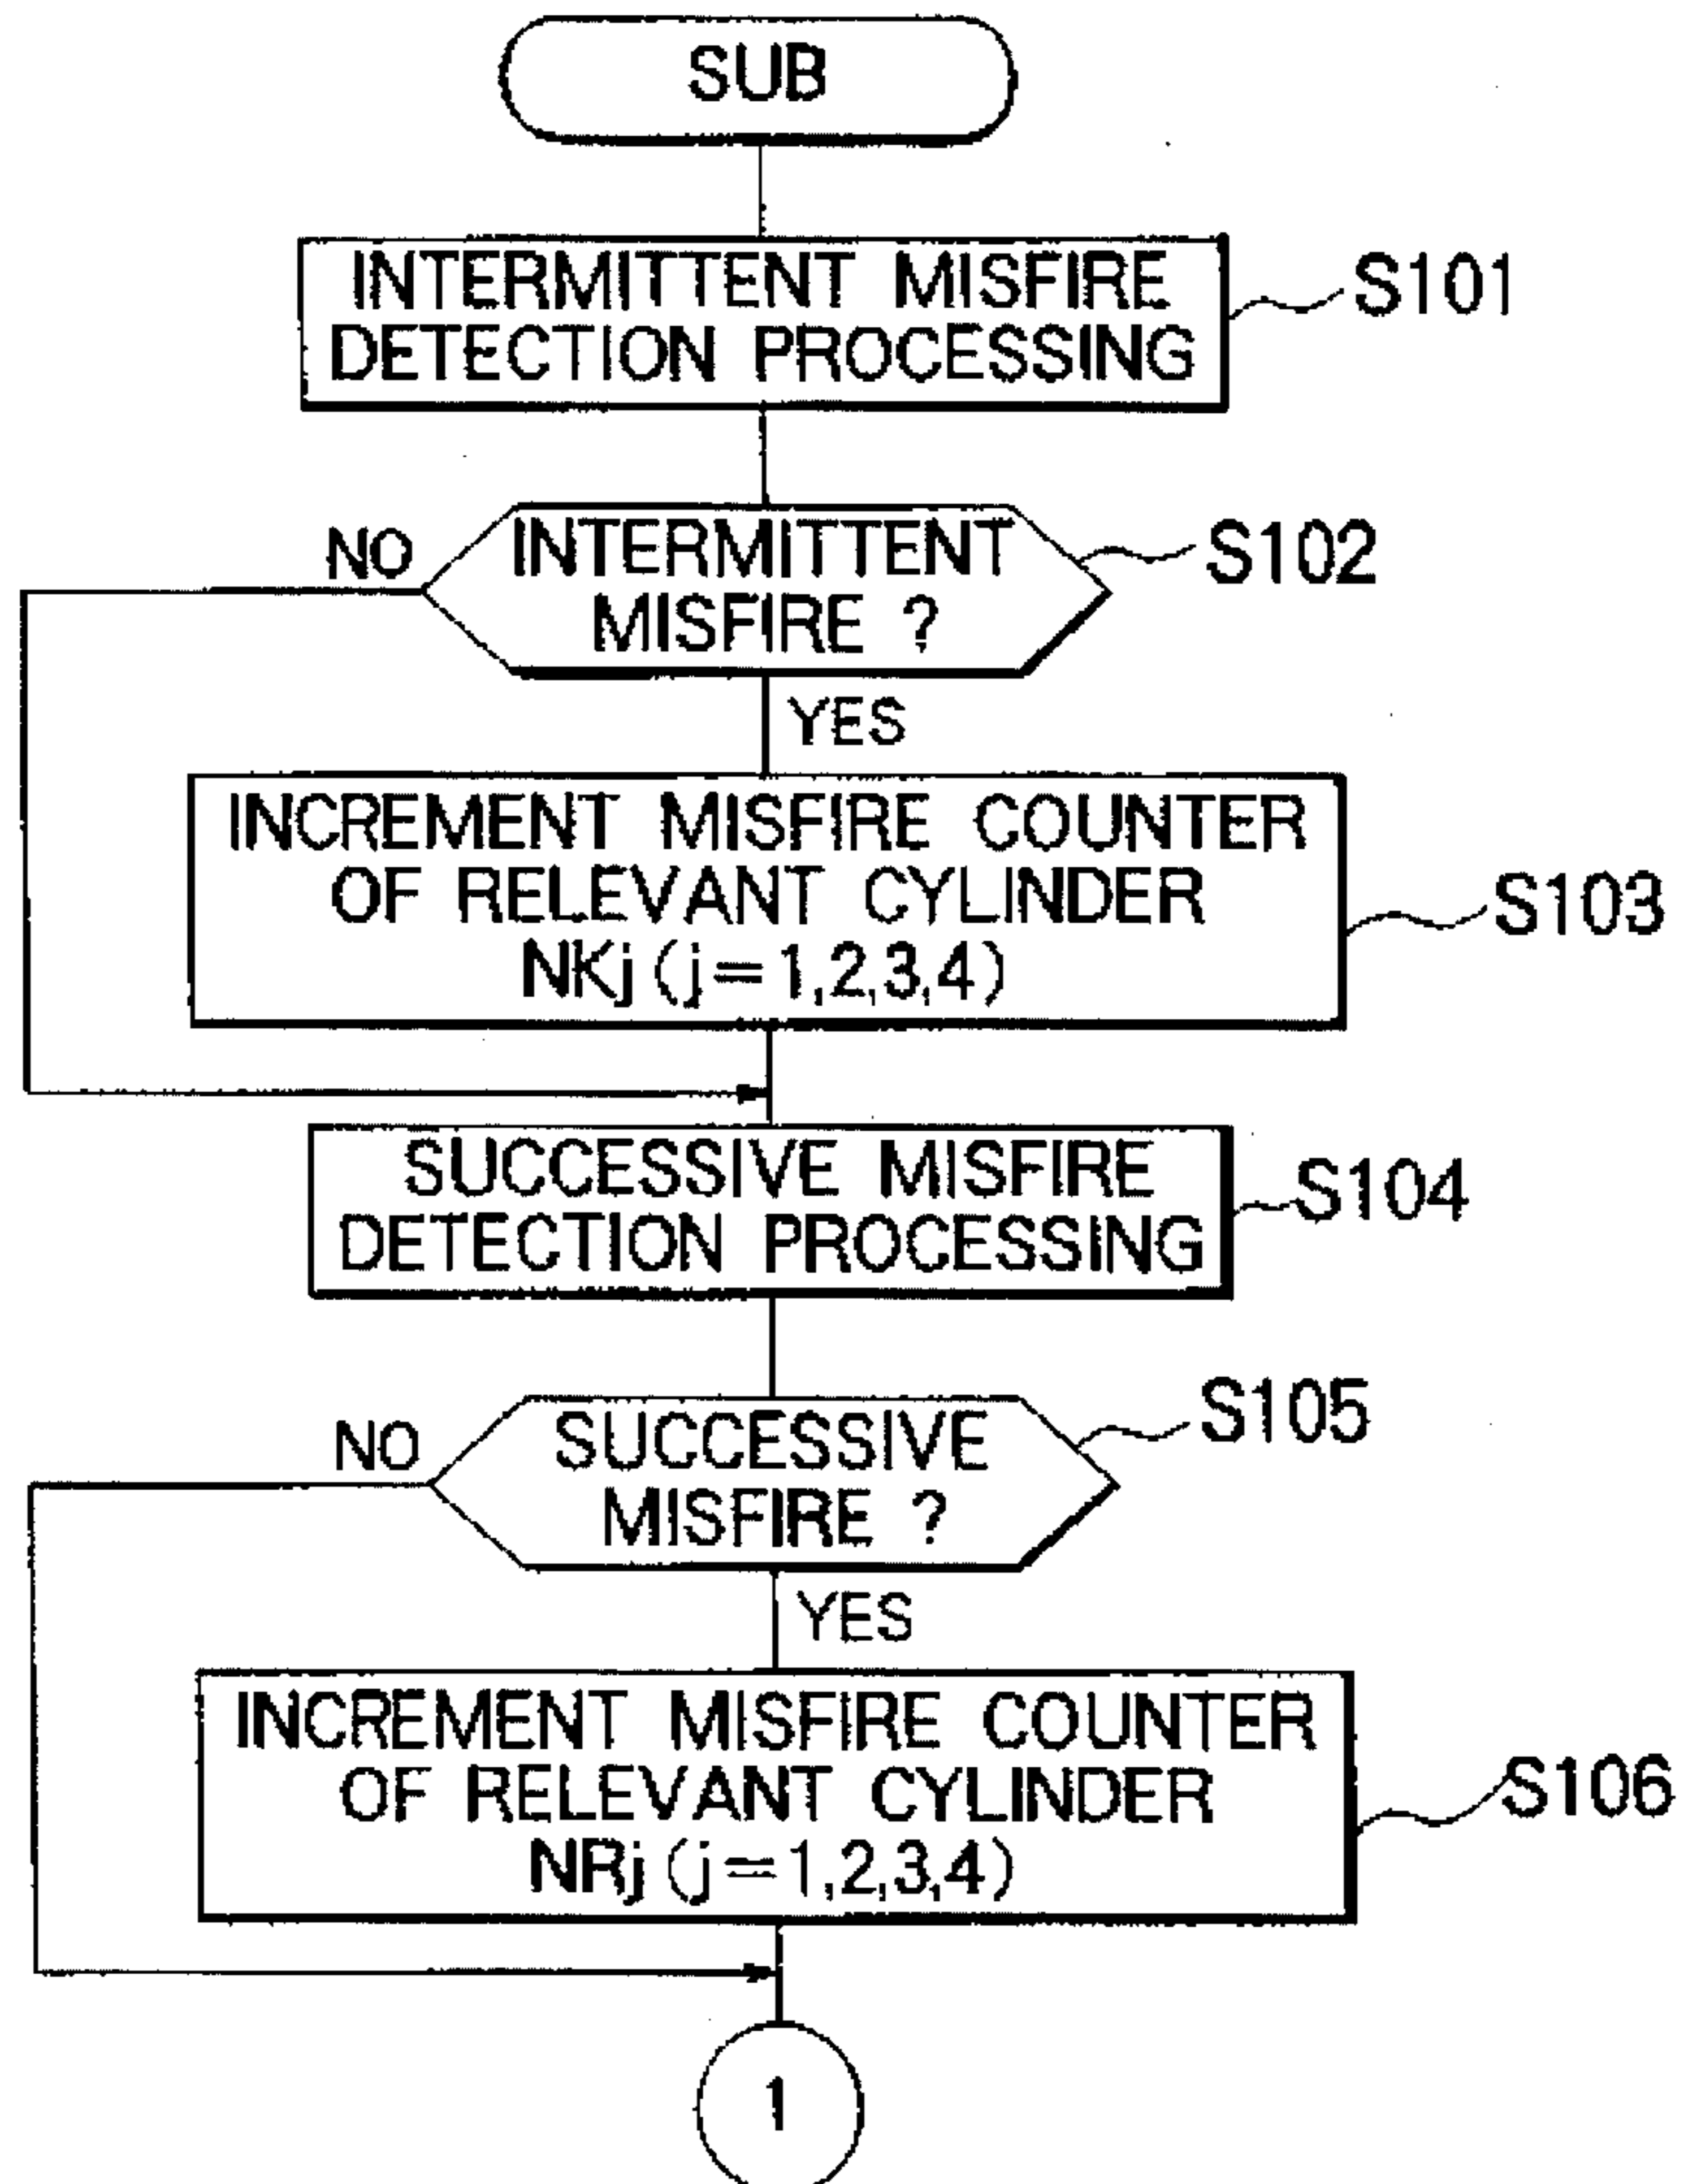 SUB
INTERMITTENT MISFIRE
DETECTION PROCESSING
S101
NO
INTERMITTENT
MISFIRE ?
S102
YES
INCREMENT MISFIRE COUNTER
OF RELEVANT CYLINDER
NKj (j=1,2,3,4)
S103
SUCCESSIVE MISFIRE
DETECTION PROCESSING
S104
NO
SUCCESSIVE
MISFIRE ?
S105
YES
INCREMENT MISFIRE COUNTER
OF RELEVANT CYLINDER
NRj (j=1,2,3,4)
S106
1